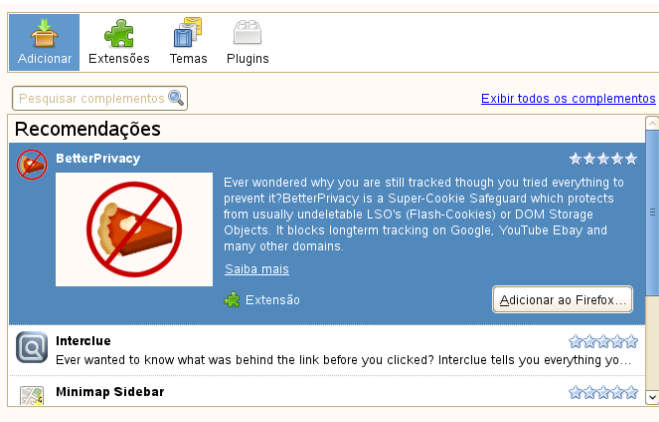 Adicionar Extensões Temas Plugins
Pesquisar complementos Exibir todos os complementos
Recomendações
BetterPrivacy
Ever wondered why you are still tracked though you tried everything to
prevent it?BetterPrivacy is a Super-Cookie Safeguard which protects
from usually undeletable LSO's (Flash-Cookies) or DOM Storage
Objects. It blocks longterm tracking on Google, YouTube Ebay and
many other domains.
Saiba mais
Extensão Adicionar ao Firefox...
Interclue
Ever wanted to know what was behind the link before you clicked? Interclue tells you everything yo...
Minimap Sidebar